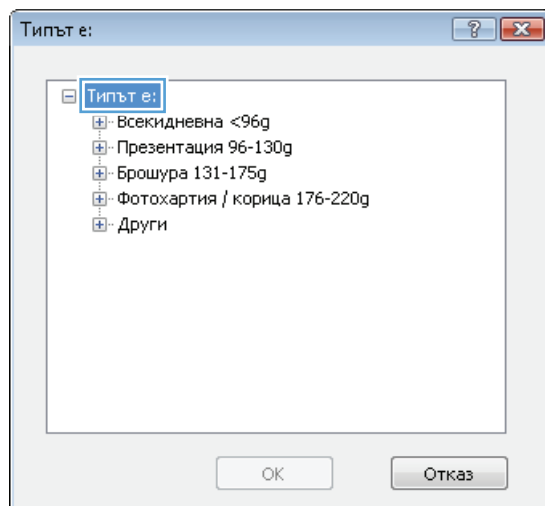 Типът е:
Типът е:
Всекидневна <96g
Презентация 96-130g
Брошура 131-175g
Фотохартия / корица 176-220g
Други
OK
Отказ